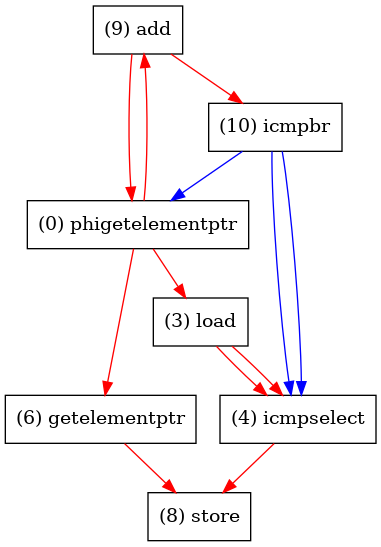 (9) add
(10) icmpbr
(0) phigetelementptr
(3) load
(6) getelementptr
(4) icmpselect
(8) store